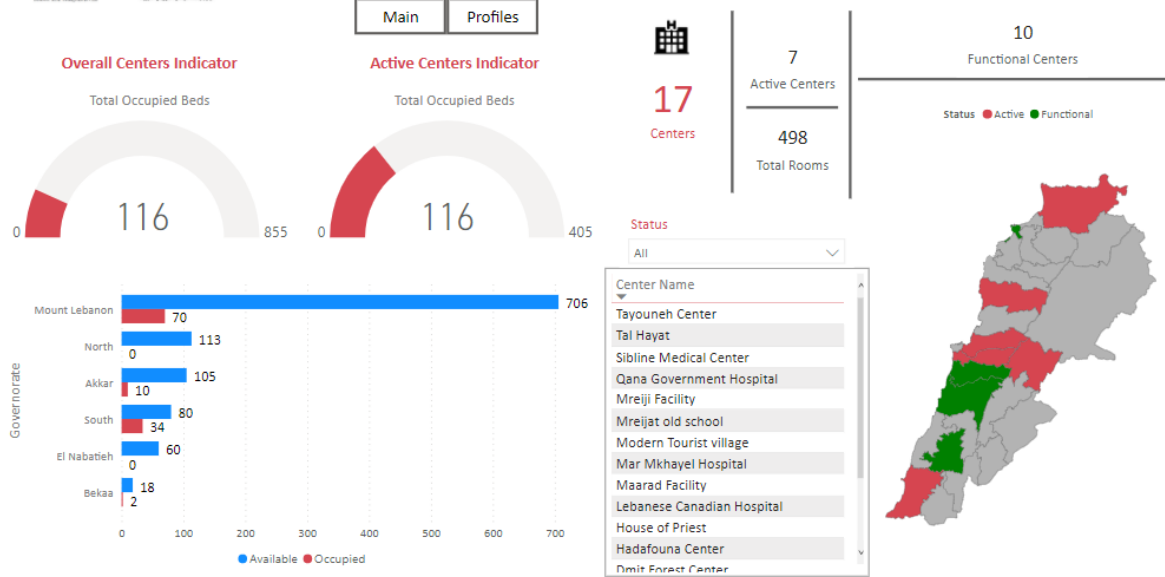 Main
Profiles
Overall Centers Indicator
Total Occupied Beds
116
0
855
Active Centers Indicator
Total Occupied Beds
116
0
405
17
Centers
7
Active Centers
498
Total Rooms
10
Functional Centers
Status Active Functional
Governorate
Mount Lebanon
706
70
North
113
0
Akkar
105
10
South
80
34
El Nabatieh
60
0
Bekaa
18
2
0 100 200 300 400 500 600 700
Available Occupied
Status
All
Center Name
Tayouneh Center
Tal Hayat
Sibline Medical Center
Qana Government Hospital
Mreiji Facility
Mreijat old school
Modern Tourist village
Mar Mkhayel Hospital
Maarad Facility
Lebanese Canadian Hospital
House of Priest
Hadafouna Center
Dmit Forest Center